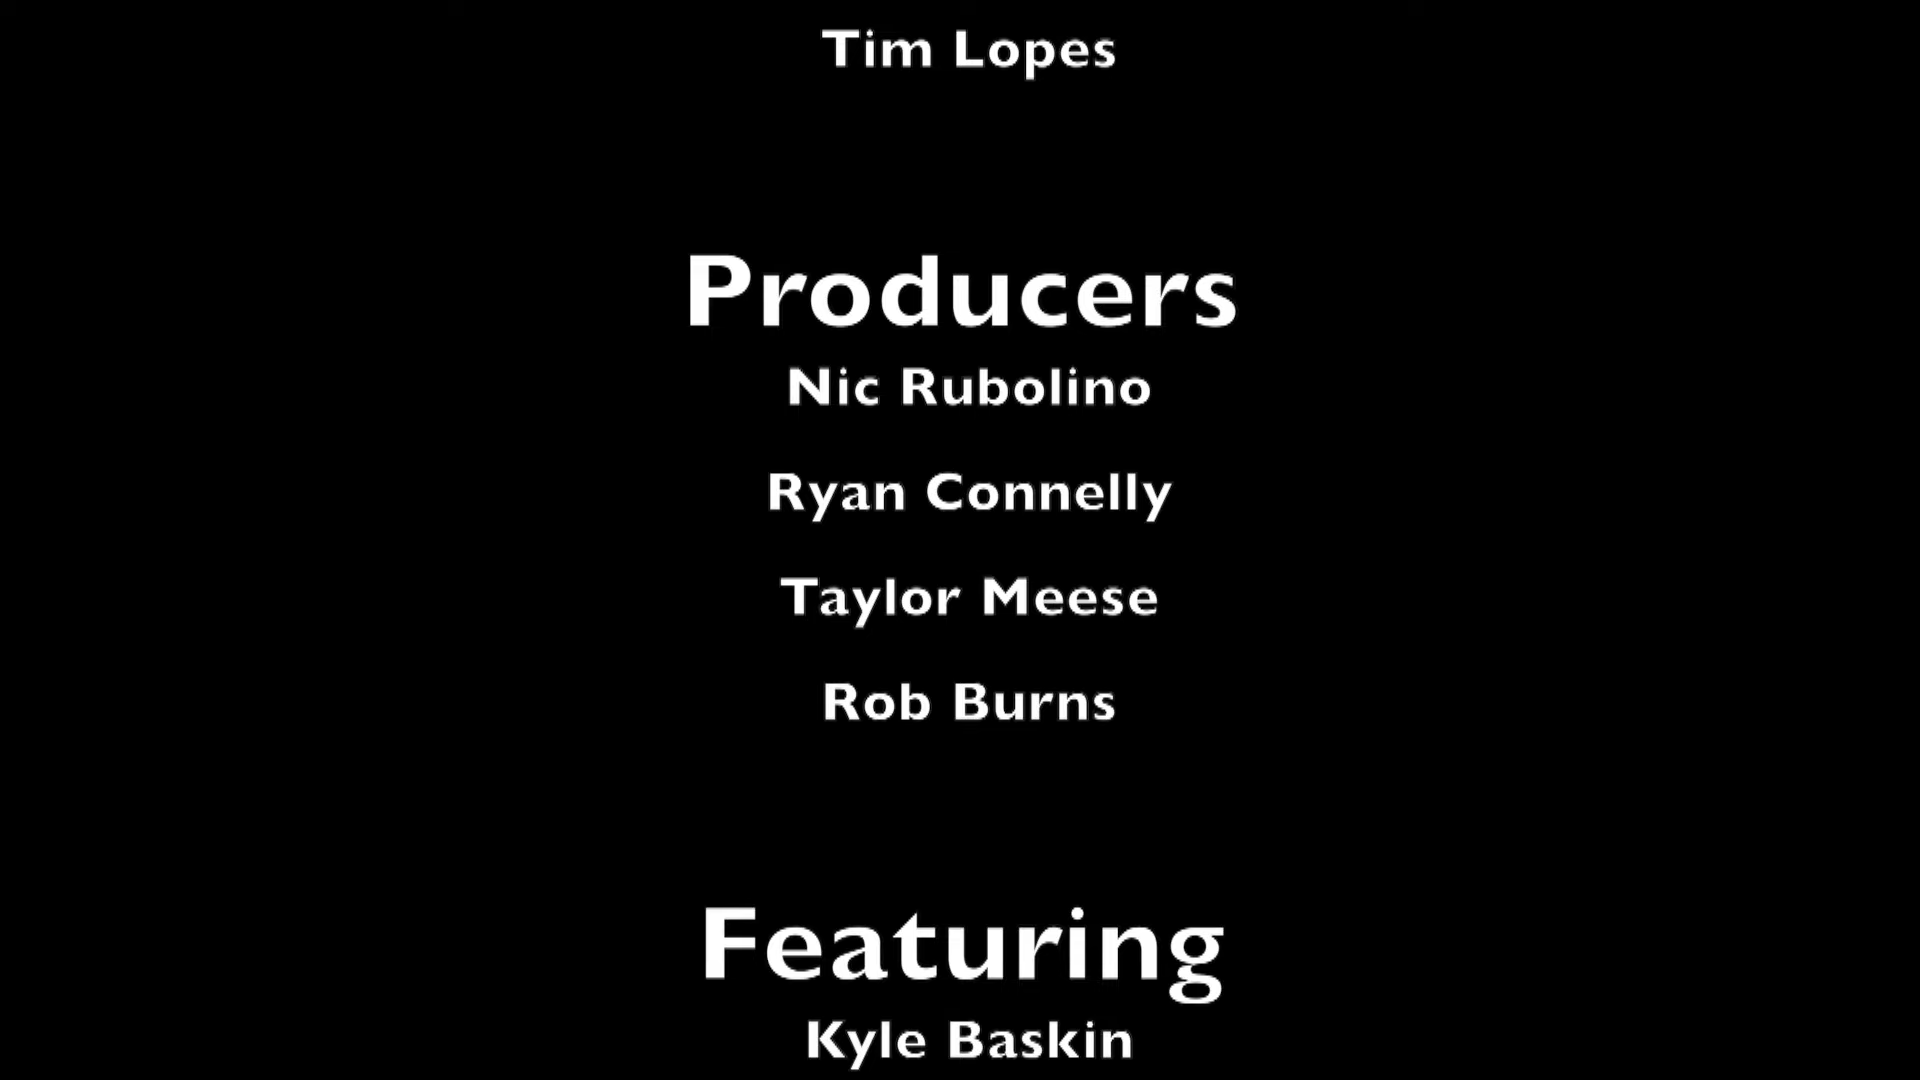 Tim Lopes
Producers
Nic Rubolino
Ryan Connelly
Taylor Meese
Rob Burns
Featuring
Kyle Baskin